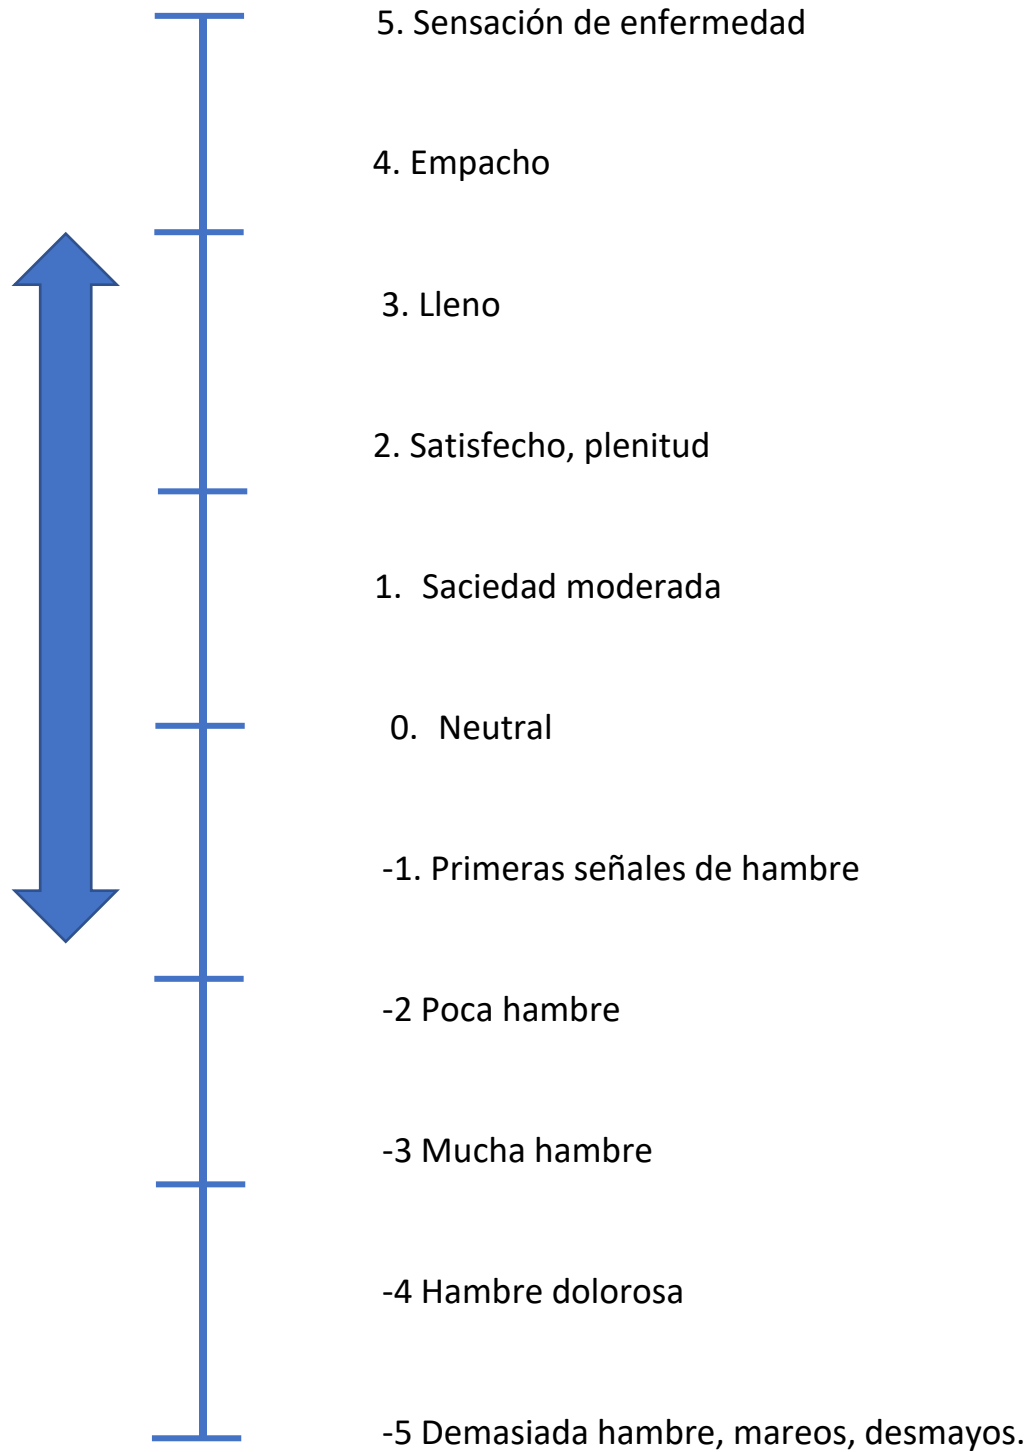 5. Sensación de enfermedad
4. Empacho
3. Lleno
2. Satisfecho, plenitud
1. Saciedad moderada
0. Neutral
-1. Primeras señales de hambre
-2 Poca hambre
-3 Mucha hambre
-4 Hambre dolorosa
-5 Demasiada hambre, mareos, desmayos.